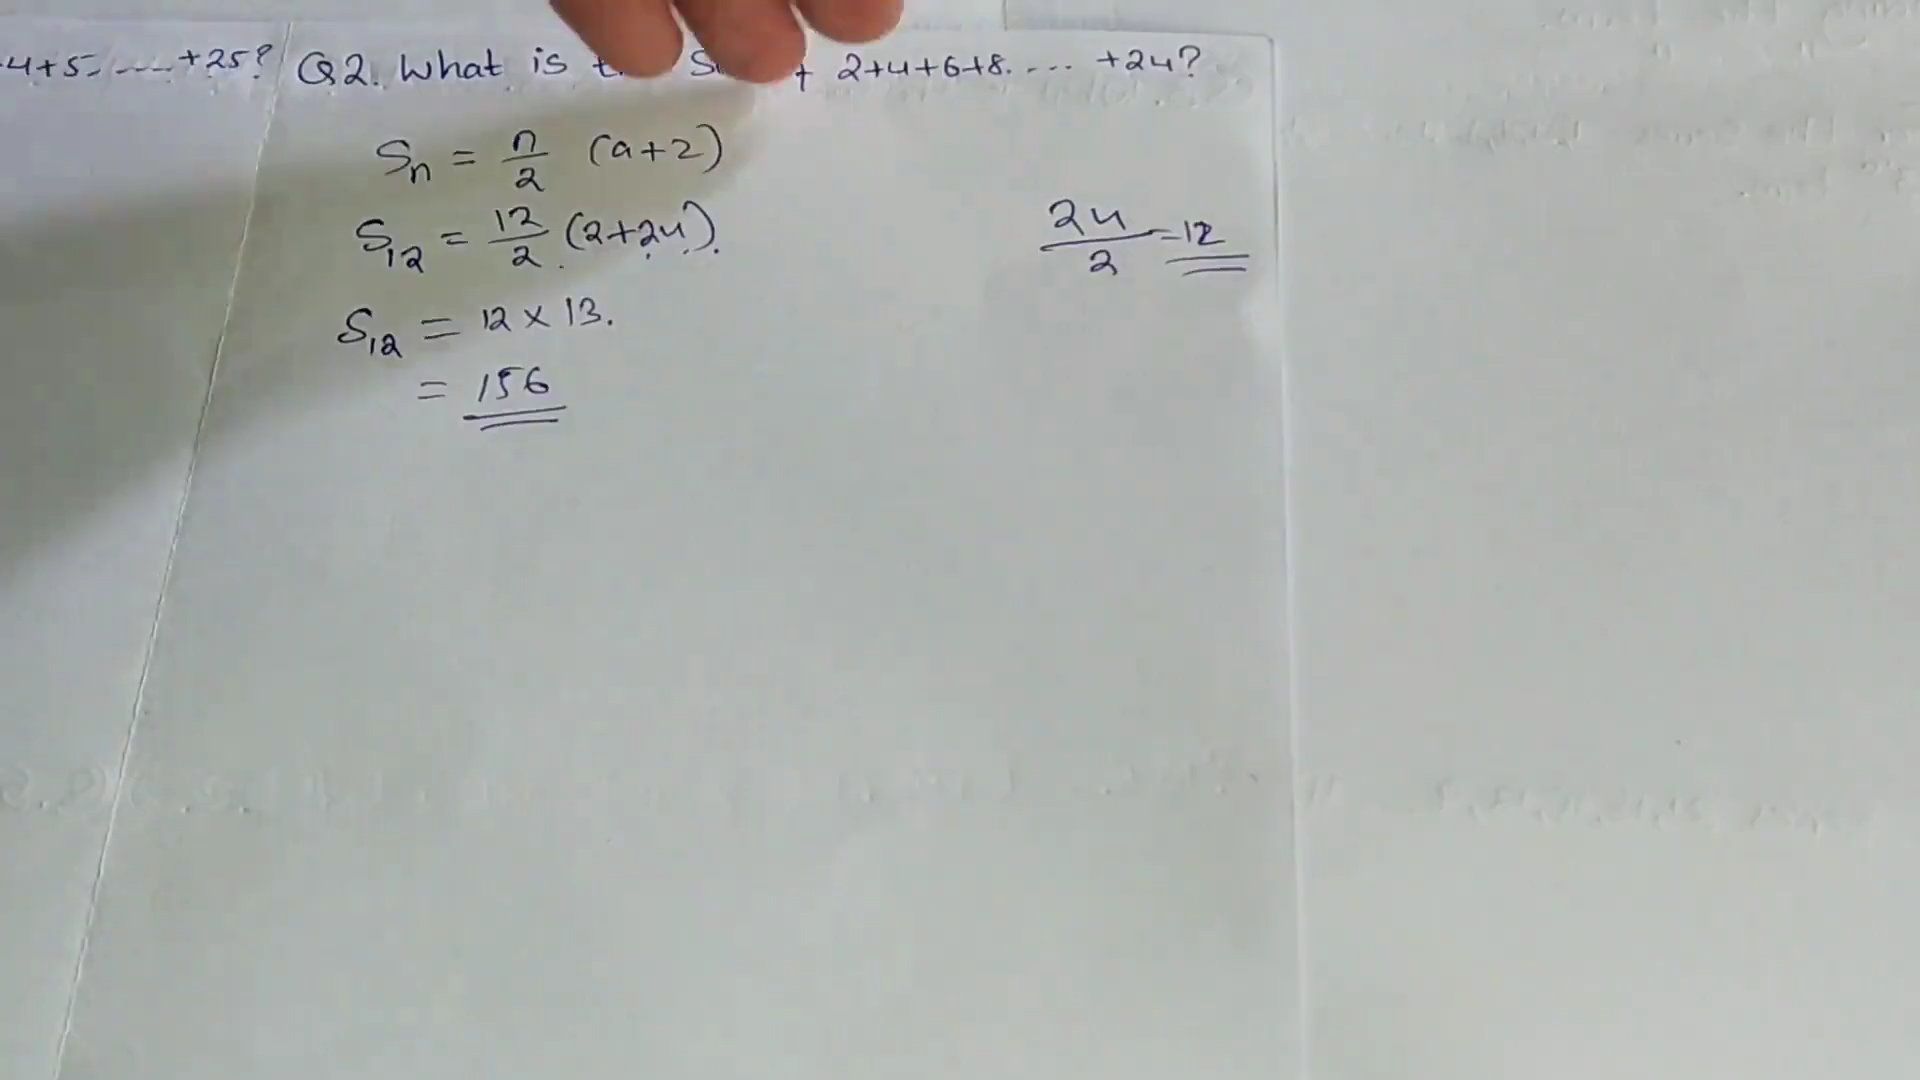 4+5-----+25? Q2. What is + 2+4+6+8.... +24?
Sn = n/2 (a+2)
S12 = 12/2 (2+24)
24/2 = 12
S12 = 12 x 13.
= 156